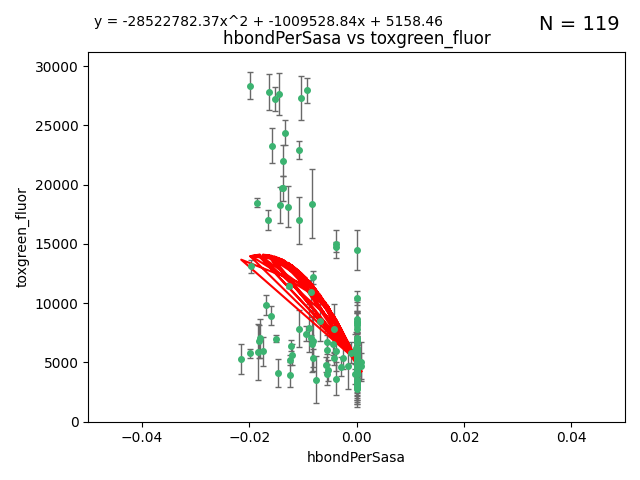 y = -28522782.37x^2 + -1009528.84x + 5158.46
N = 119
hbondPerSasa vs toxgreen_fluor
30000
25000
20000
15000
10000
5000
0
toxgreen_fluor
−0.04
−0.02
0.00
0.02
0.04
hbondPerSasa